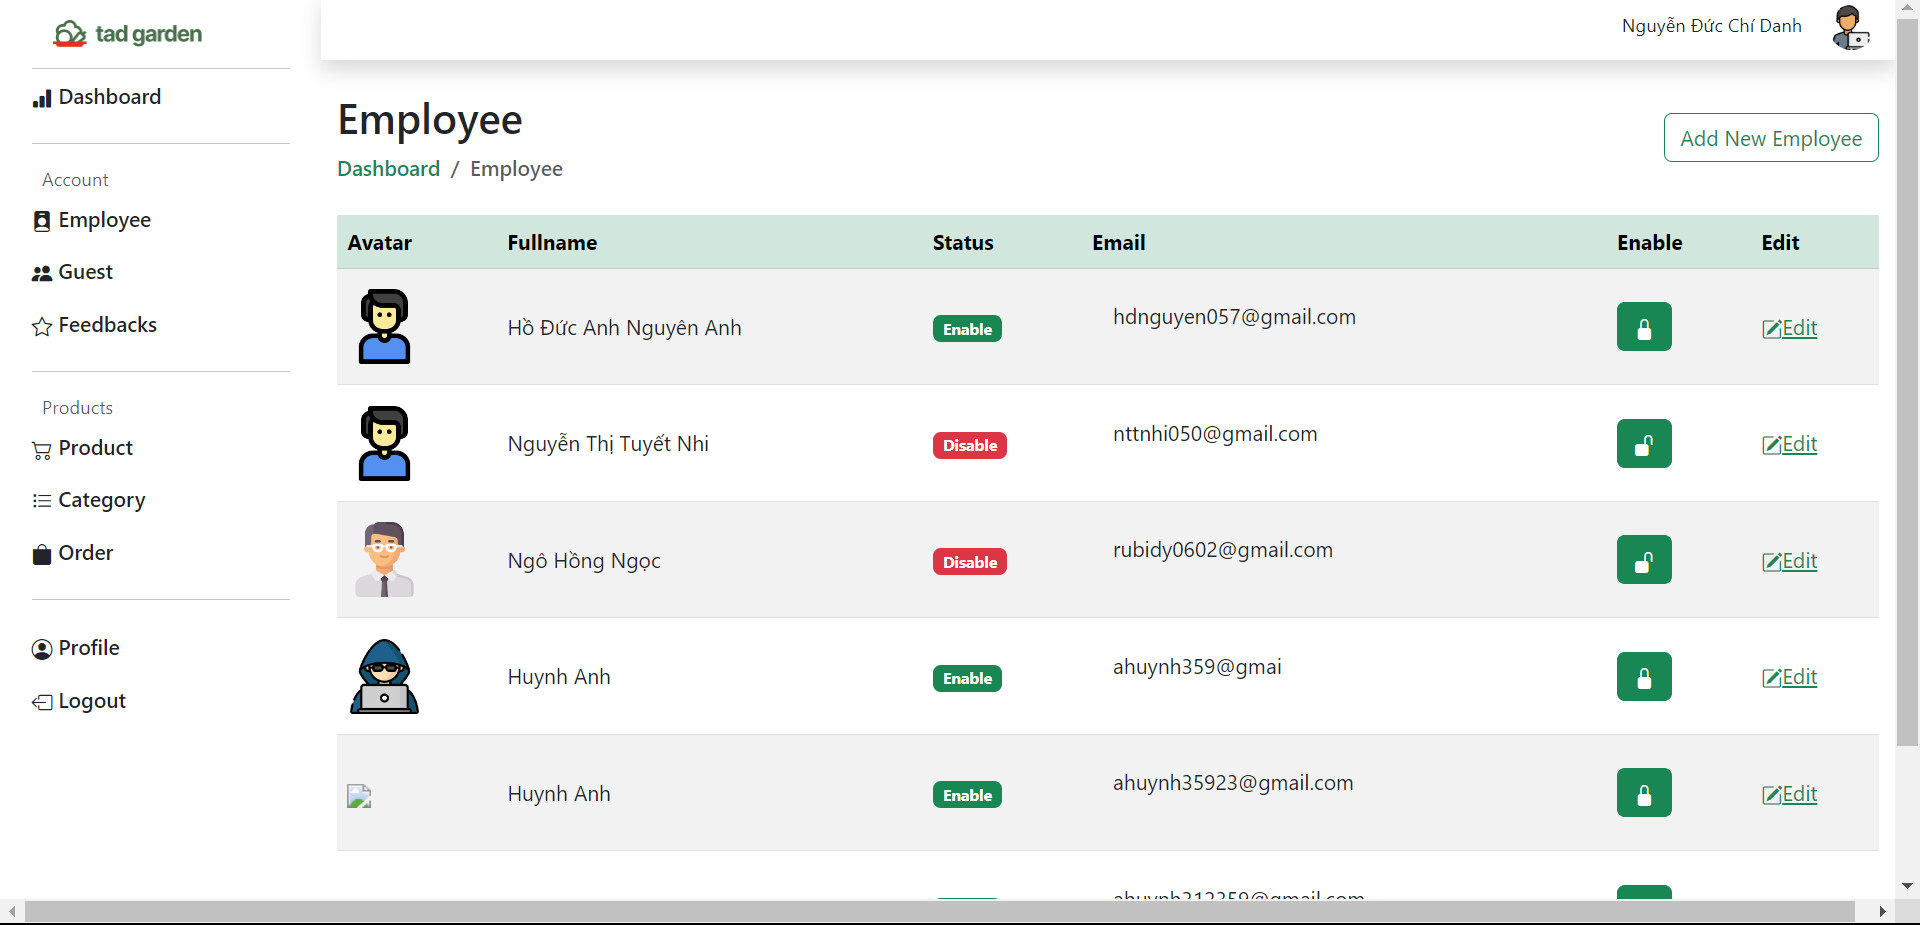 tad garden
Nguyễn Đức Chí Danh
Dashboard
Account
Employee
Guest
Feedbacks
Products
Product
Category
Order
Profile
Logout
Employee
Dashboard / Employee
Add New Employee
Avatar Fullname Status Email Enable Edit
Hồ Đức Anh Nguyên Anh Enable hdnguyen057@gmail.com Edit
Nguyễn Thị Tuyết Nhi Disable nttnhi050@gmail.com Edit
Ngô Hồng Ngọc Disable rubidy0602@gmail.com Edit
Huynh Anh Enable ahuynh359@gmai Edit
Huynh Anh Enable ahuynh35923@gmail.com Edit